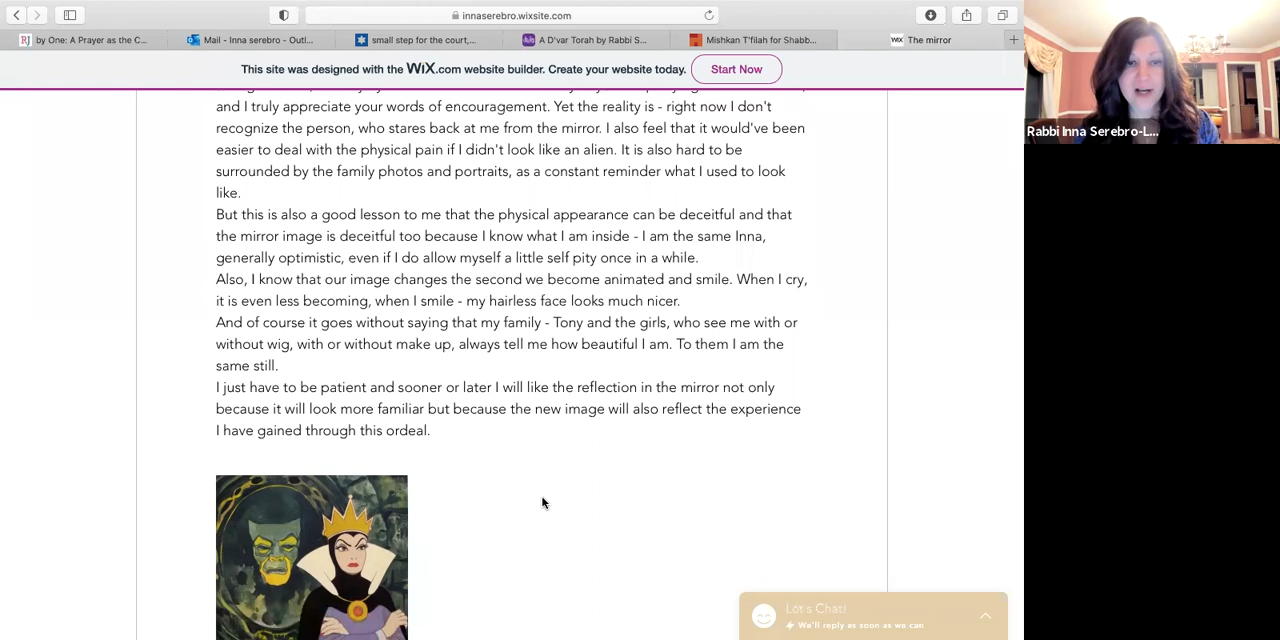 innaserebro.wixsite.com
by One: A Prayer as the C...
Mail - Inna serebro - Outl...
small step for the court,...
A D'var Torah by Rabbi S...
Mishkan T'filah for Shabb...
WIX The mirror
This site was designed with the WiX.com website builder. Create your website today. Start Now
and I truly appreciate your words of encouragement. Yet the reality is - right now I don't
recognize the person, who stares back at me from the mirror. I also feel that it would've been
easier to deal with the physical pain if I didn't look like an alien. It is also hard to be
surrounded by the family photos and portraits, as a constant reminder what I used to look
like.
But this is also a good lesson to me that the physical appearance can be deceitful and that
the mirror image is deceitful too because I know what I am inside - I am the same Inna,
generally optimistic, even if I do allow myself a little self pity once in a while.
Also, I know that our image changes the second we become animated and smile. When I cry,
it is even less becoming, when I smile - my hairless face looks much nicer.
And of course it goes without saying that my family - Tony and the girls, who see me with or
without wig, with or without make up, always tell me how beautiful I am. To them I am the
same still.
I just have to be patient and sooner or later I will like the reflection in the mirror not only
because it will look more familiar but because the new image will also reflect the experience
I have gained through this ordeal.
Let's Chat!
We'll reply as soon as we can
Rabbi Inna Serebro-L...